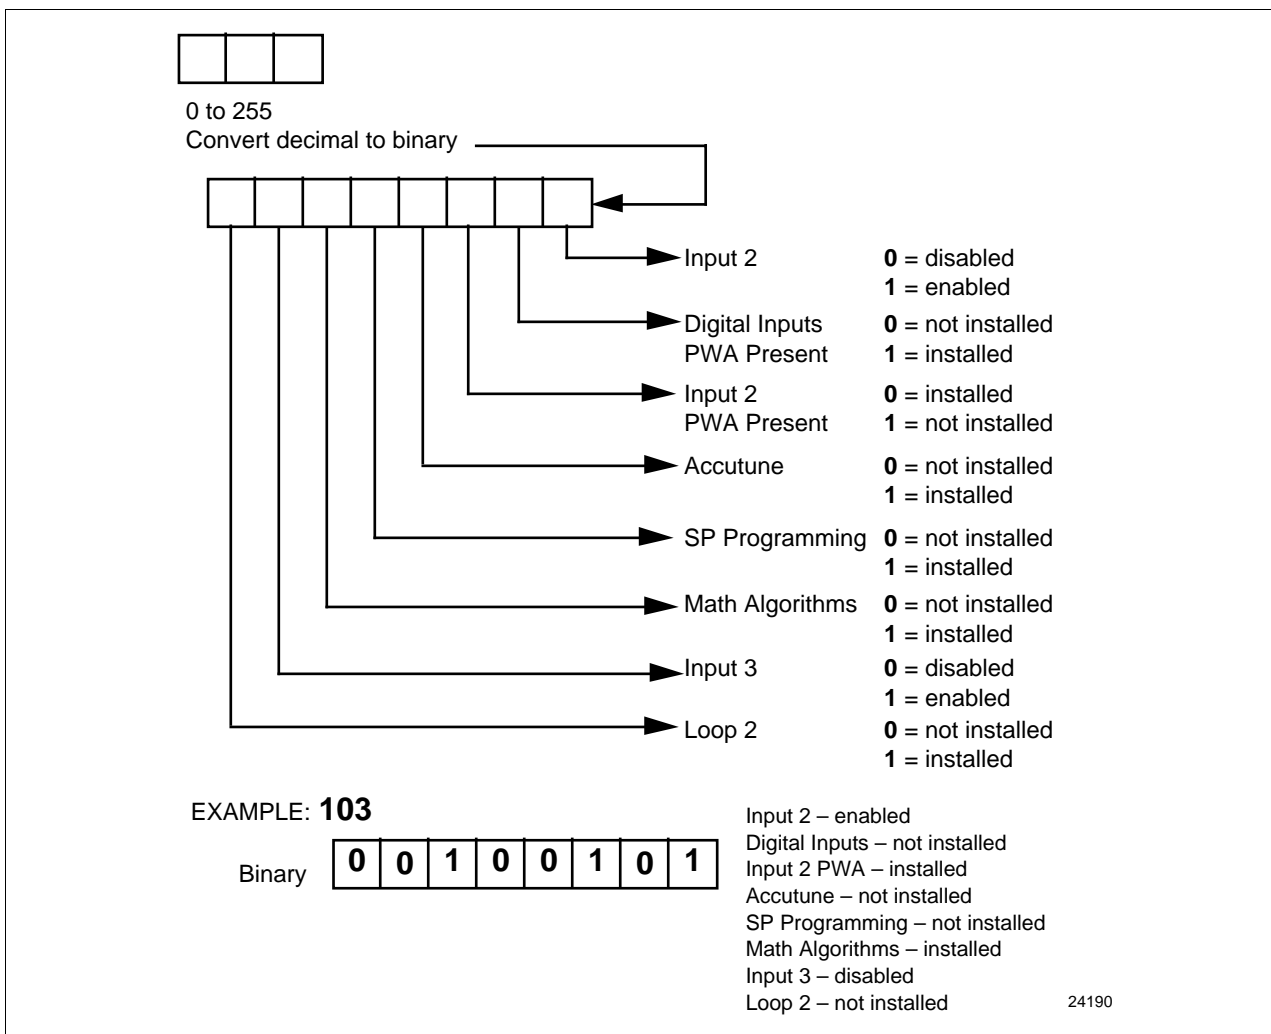 0 to 255
Convert decimal to binary
Input 2 0 = disabled
1 = enabled
Digital Inputs 0 = not installed
PWA Present 1 = installed
Input 2 0 = installed
PWA Present 1 = not installed
Accutune 0 = not installed
1 = installed
SP Programming 0 = not installed
1 = installed
Math Algorithms 0 = not installed
1 = installed
Input 3 0 = disabled
1 = enabled
Loop 2 0 = not installed
1 = installed
EXAMPLE: 103
Binary 0 0 1 0 0 1 0 1
Input 2 – enabled
Digital Inputs – not installed
Input 2 PWA – installed
Accutune – not installed
SP Programming – not installed
Math Algorithms – installed
Input 3 – disabled
Loop 2 – not installed
24190